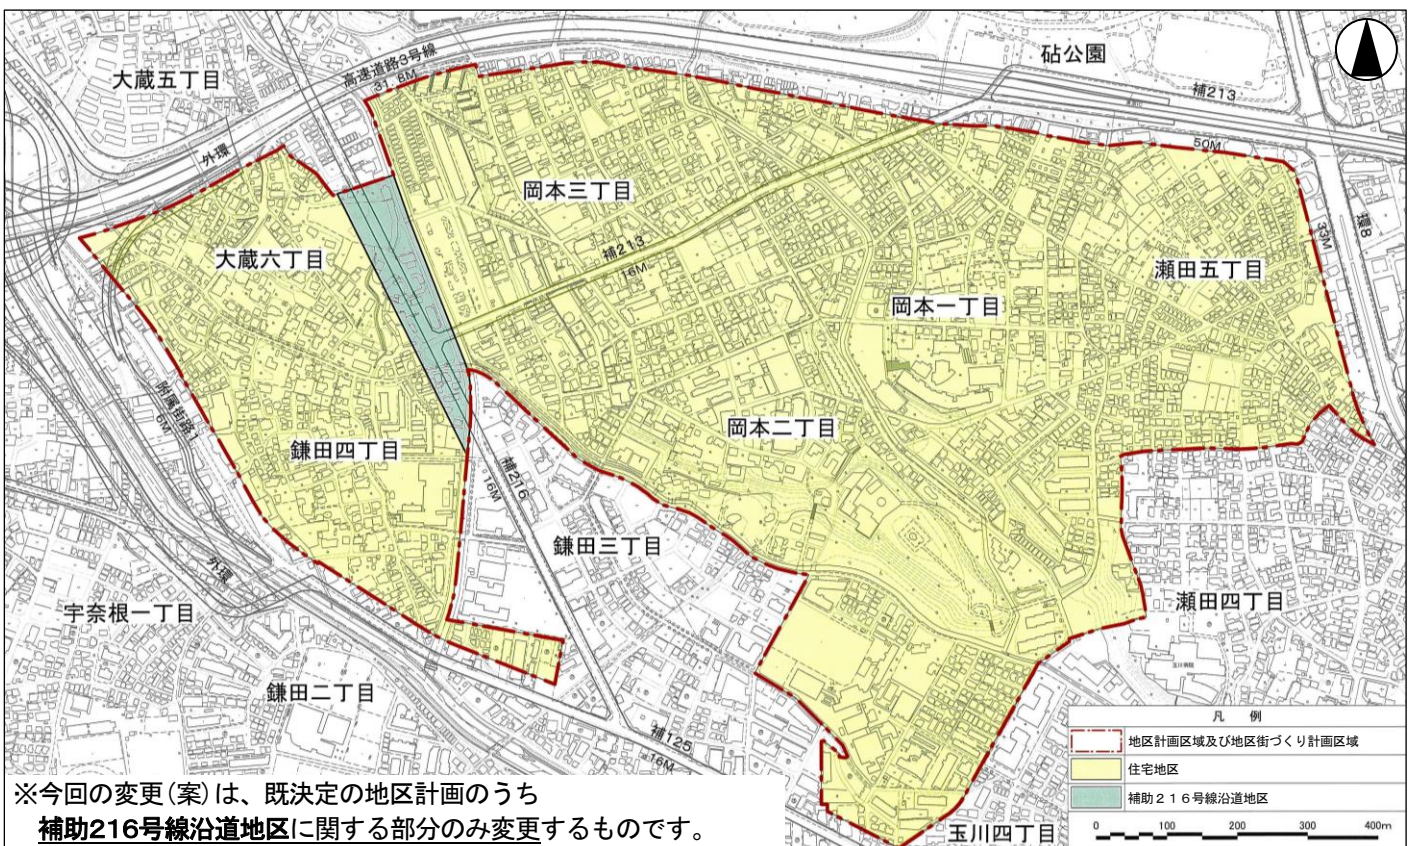 砧公園
大蔵五丁目
高速道路3号線
31.8M
補213
外環
50M
岡本三丁目
環8
33M
大蔵六丁目
補213
16M
瀬田五丁目
岡本一丁目
附属街路1
6M
岡本二丁目
鎌田四丁目
補216
16M
鎌田三丁目
外環
瀬田四丁目
宇奈根一丁目
玉川病院
鎌田二丁目
補125
16M
玉川四丁目
凡 例
地区計画区域及び地区街づくり計画区域
住宅地区
補助216号線沿道地区
0 100 200 300 400m
※今回の変更(案)は、既決定の地区計画のうち
補助216号線沿道地区に関する部分のみ変更するものです。